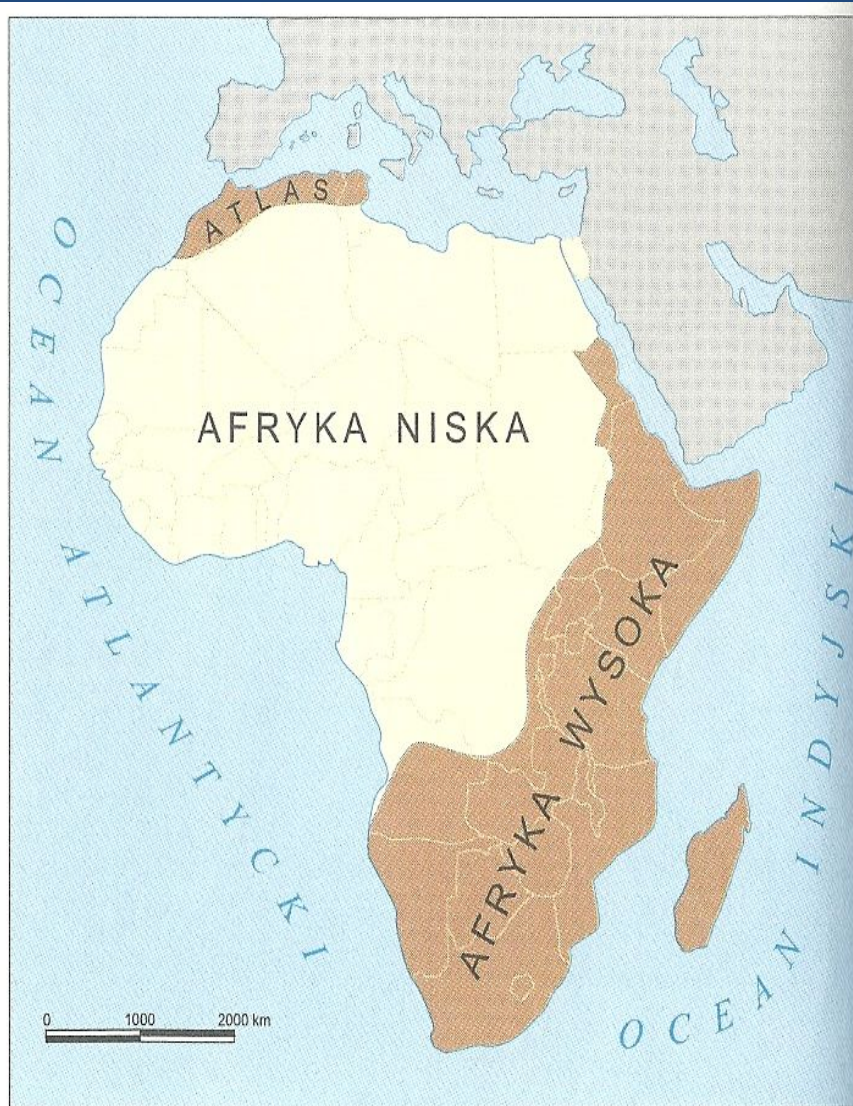 ATLAS
OCEAN ATLANTYCKI
AFRYKA NISKA
AFRYKA WYSOKA
OCEAN INDYJSKI
0 1000 2000 km